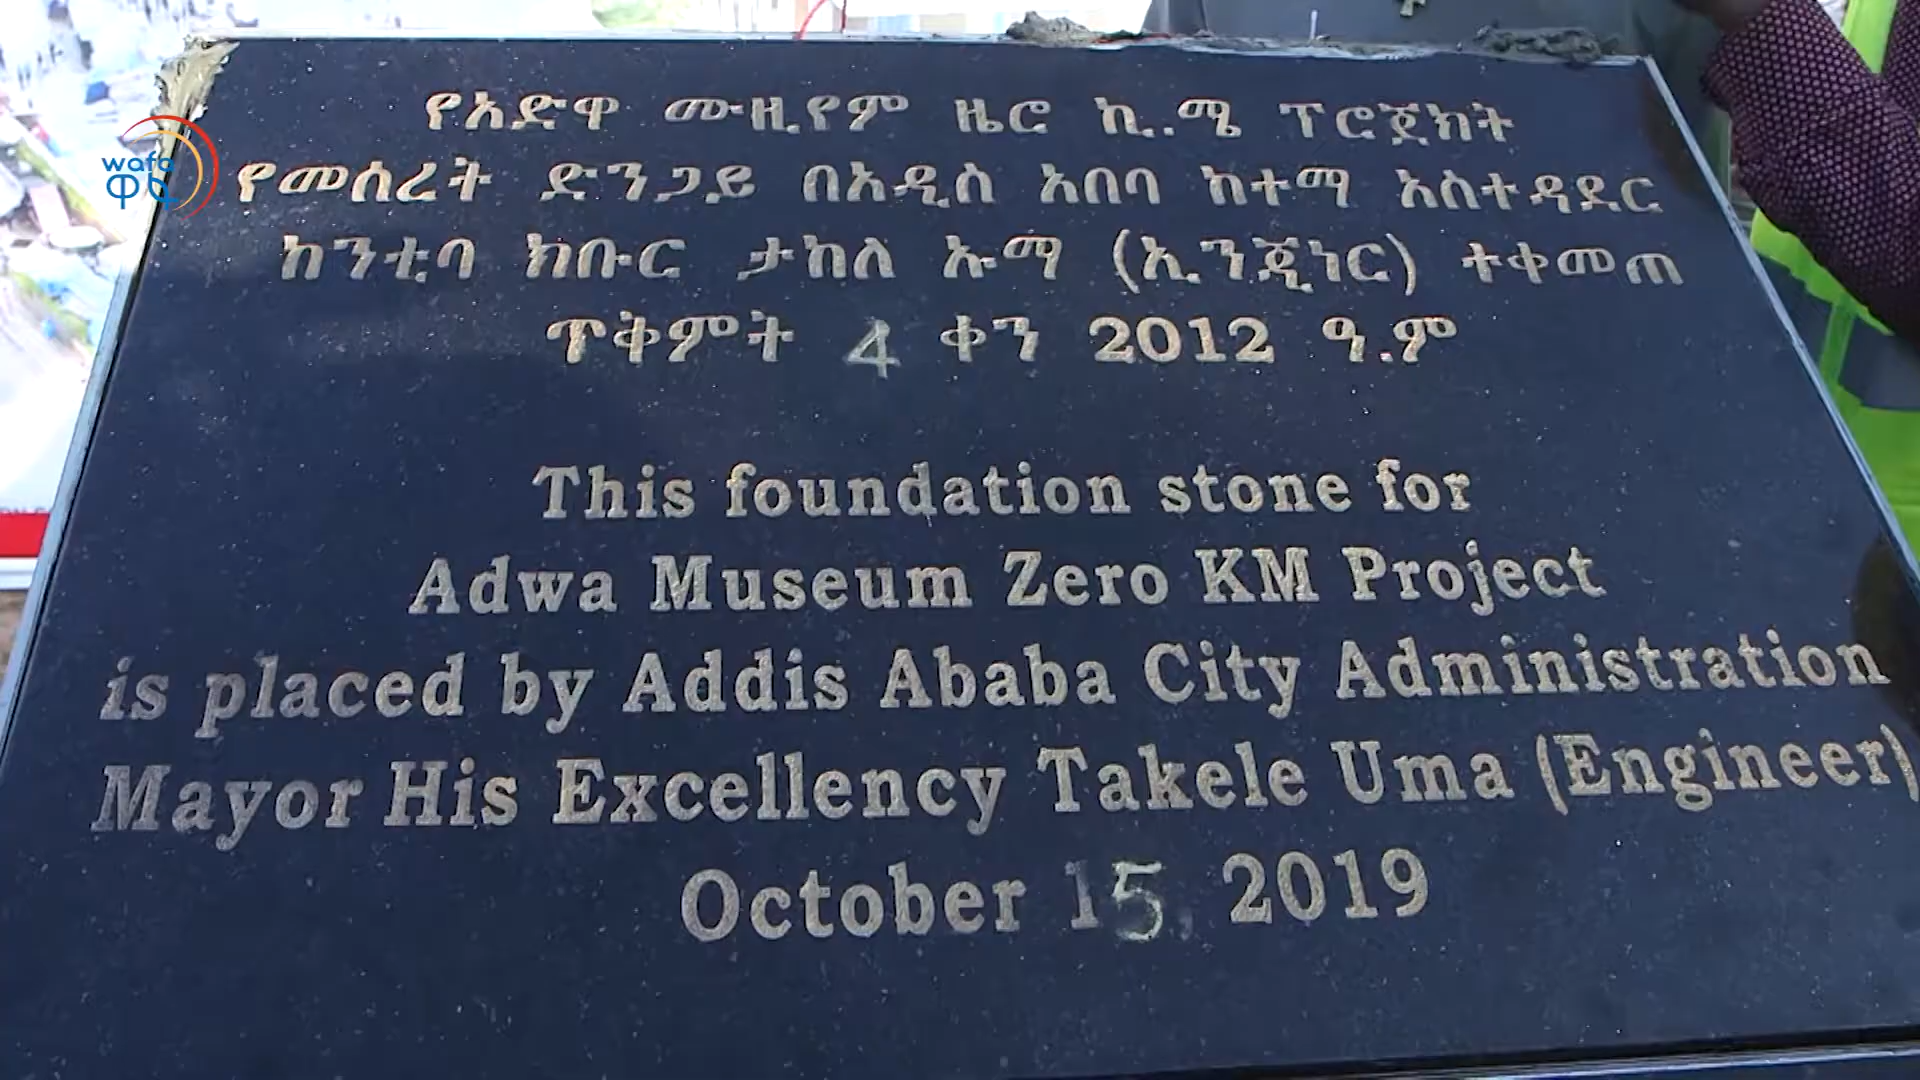 wafa
ዋፋ
የአድዋ ሙዚየም ዜሮ ኪ.ሜ ፕሮጀክት
የመሰረት ድንጋይ በአዲስ አበባ ከተማ አስተዳደር
ከንቲባ ክቡር ታከለ ኡማ (ኢንጂነር) ተቀመጠ
ጥቅምት 4 ቀን 2012 ዓ.ም
This foundation stone for
Adwa Museum Zero KM Project
is placed by Addis Ababa City Administration
Mayor His Excellency Takele Uma (Engineer)
October 15, 2019